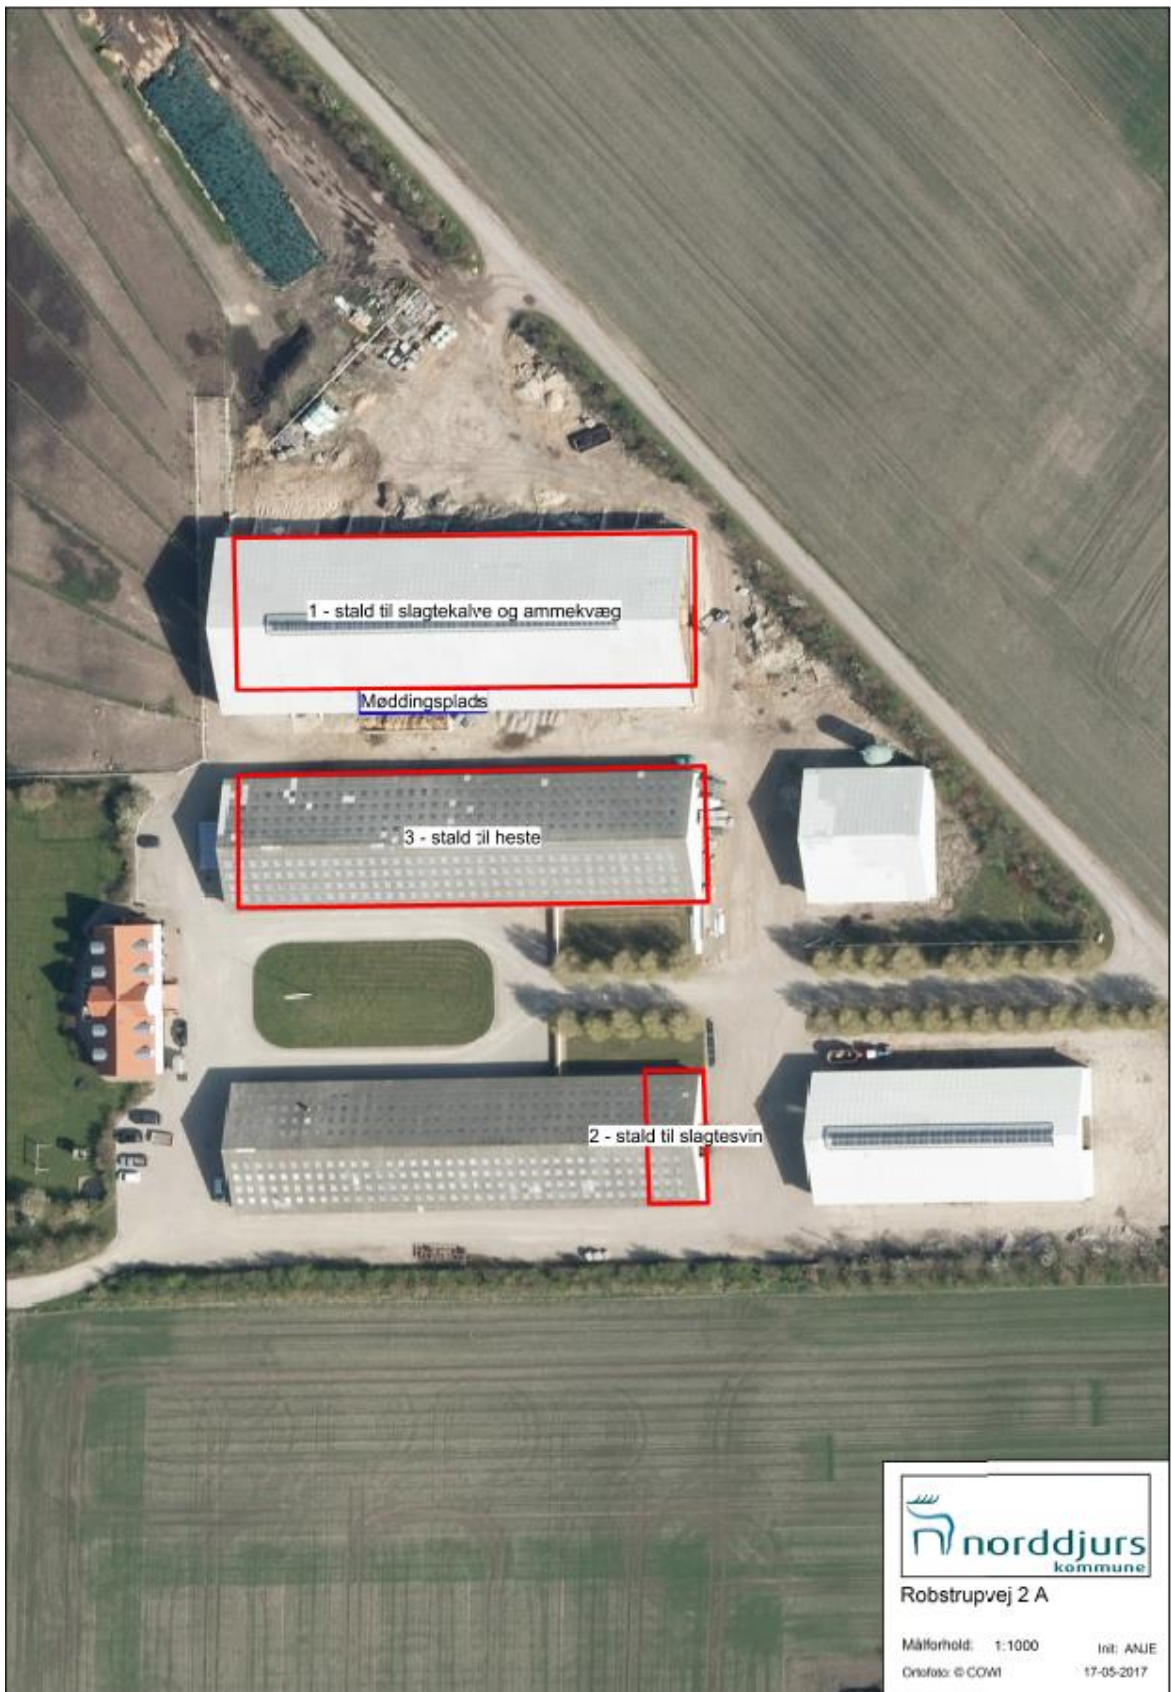 1 - stald til slagtekalve og ammekvæg
Møddingsplads
3 - stald til heste
2 - stald til slagtesvin
norddjurs
kommune
Robstrupvej 2 A
Målforhold: 1:1000 Init: ANJE
Ortofoto: © COWI 17-05-2017